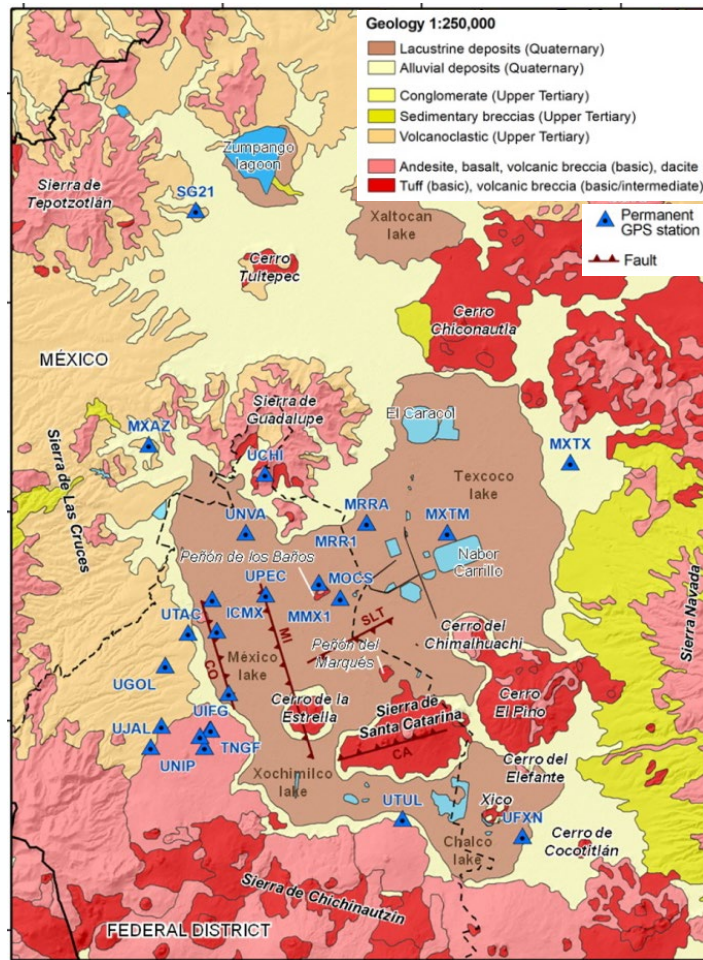 Geology 1:250,000
Lacustrine deposits (Quaternary)
Alluvial deposits (Quaternary)
Conglomerate (Upper Tertiary)
Sedimentary breccias (Upper Tertiary)
Volcanoclastic (Upper Tertiary)
Andesite, basalt, volcanic breccia (basic), dacite
Tuff (basic), volcanic breccia (basic/intermediate)
Permanent
GPS station
Fault
Zumpango
lagoon
Sierra de
Tepotzotlán
SG21
Xaltocan
lake
Cerro
Tultepec
Cerro
Chiconautla
MÉXICO
Sierra de
Guadalupe
El Caracol
MXAZ
UCHI
MXTX
Sierra de Las Cruces
Texcoco
lake
MRRA
UNVA
MRR1
MXTM
Peñón de los Baños
Nabor
Carrillo
UPEC
MOCS
UTAC
ICMX
MMX1
SLT
MI
Cerro del
Chimalhuachi
Sierra Nevada
Peñón del
Marqués
México
lake
CO
UGOL
Cerro de la
Estrella
Sierra de
Santa Catarina
Cerro
El Pino
UIFG
UJAL
TNGF
UNIP
CA
Xochimilco
lake
Cerro del
Elefante
Xico
UTUL
UFXN
Chalco
lake
Cerro de
Cocotitlán
Sierra de Chichinautzin
FEDERAL DISTRICT